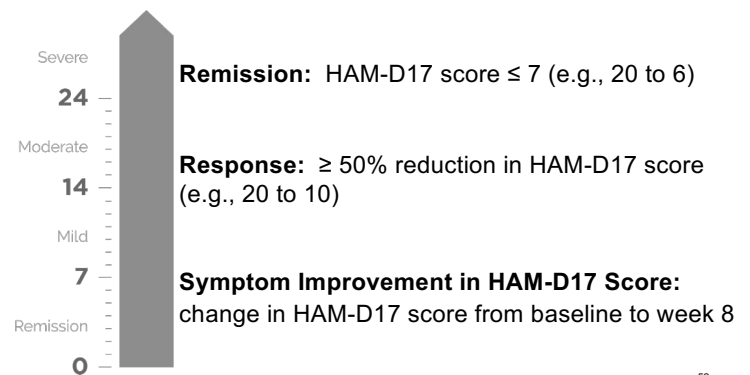 Severe
24
Moderate
14
Mild
7
Remission
0
Remission: HAM-D17 score ≤ 7 (e.g., 20 to 6)
Response: ≥ 50% reduction in HAM-D17 score
(e.g., 20 to 10)
Symptom Improvement in HAM-D17 Score:
change in HAM-D17 score from baseline to week 8